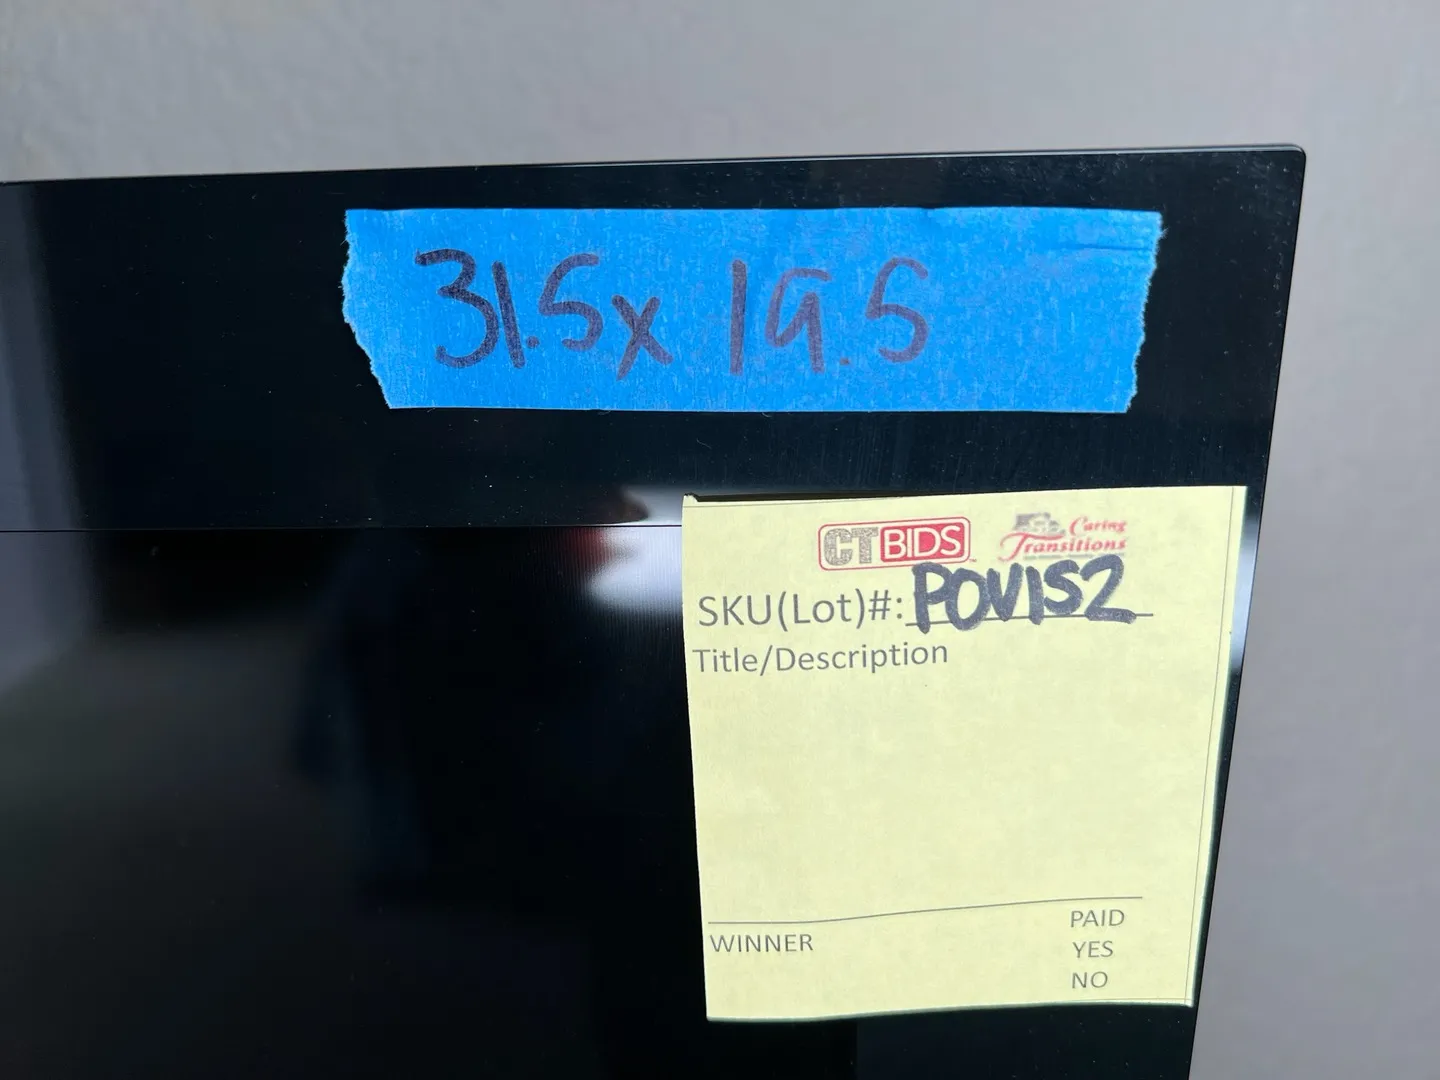 31.5x 19.5
CTBIDS Caring
Transitions
SKU(Lot)#: POVIS2
Title/Description
WINNER
PAID
YES
NO